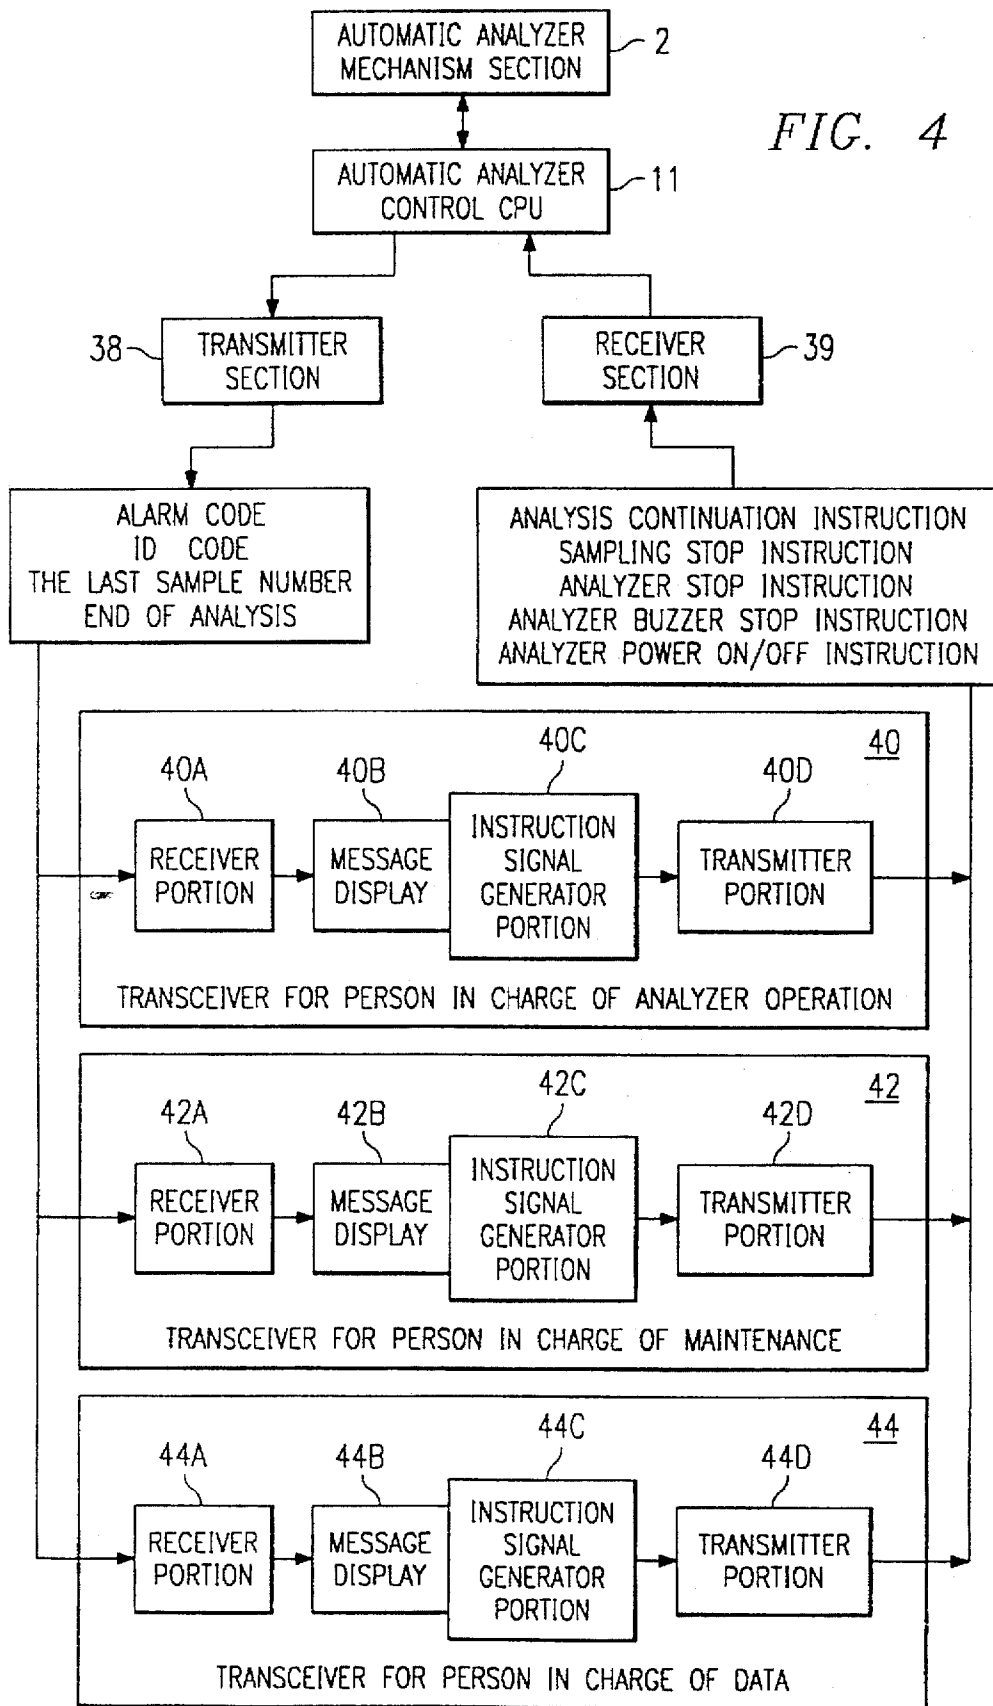 AUTOMATIC ANALYZER
MECHANISM SECTION
2
FIG. 4
AUTOMATIC ANALYZER
CONTROL CPU
11
38
TRANSMITTER
SECTION
RECEIVER
SECTION
39
ALARM CODE
ID CODE
THE LAST SAMPLE NUMBER
END OF ANALYSIS
ANALYSIS CONTINUATION INSTRUCTION
SAMPLING STOP INSTRUCTION
ANALYZER STOP INSTRUCTION
ANALYZER BUZZER STOP INSTRUCTION
ANALYZER POWER ON/OFF INSTRUCTION
40
40A
40B
40C
40D
RECEIVER
PORTION
MESSAGE
DISPLAY
INSTRUCTION
SIGNAL
GENERATOR
PORTION
TRANSMITTER
PORTION
TRANSCEIVER FOR PERSON IN CHARGE OF ANALYZER OPERATION
42
42A
42B
42C
42D
RECEIVER
PORTION
MESSAGE
DISPLAY
INSTRUCTION
SIGNAL
GENERATOR
PORTION
TRANSMITTER
PORTION
TRANSCEIVER FOR PERSON IN CHARGE OF MAINTENANCE
44
44A
44B
44C
44D
RECEIVER
PORTION
MESSAGE
DISPLAY
INSTRUCTION
SIGNAL
GENERATOR
PORTION
TRANSMITTER
PORTION
TRANSCEIVER FOR PERSON IN CHARGE OF DATA